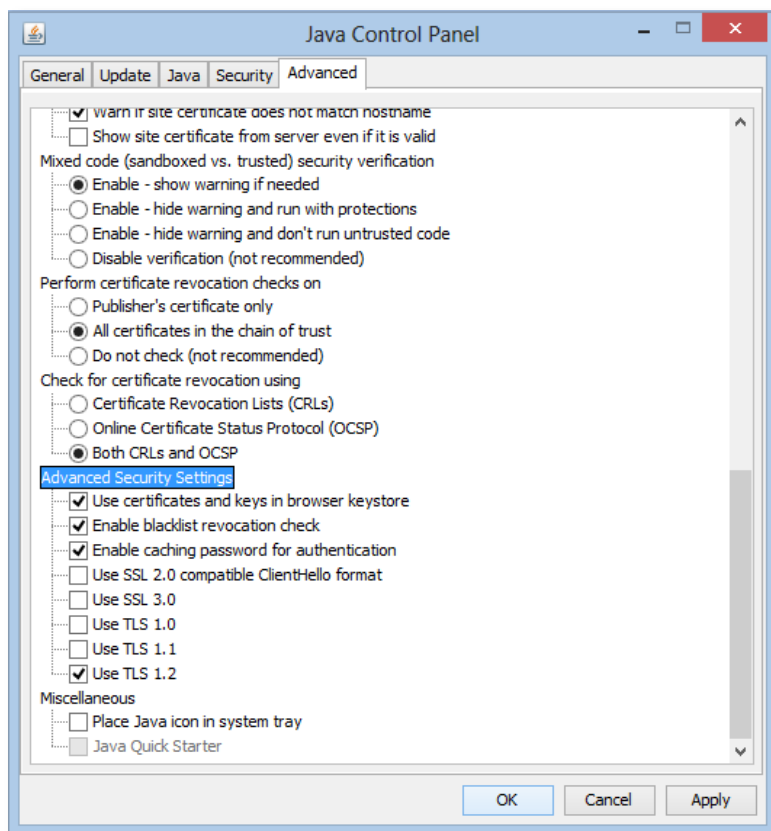 Java Control Panel
General Update Java Security Advanced
Warn if site certificate does not match hostname
Show site certificate from server even if it is valid
Mixed code (sandboxed vs. trusted) security verification
Enable - show warning if needed
Enable - hide warning and run with protections
Enable - hide warning and don't run untrusted code
Disable verification (not recommended)
Perform certificate revocation checks on
Publisher's certificate only
All certificates in the chain of trust
Do not check (not recommended)
Check for certificate revocation using
Certificate Revocation Lists (CRLs)
Online Certificate Status Protocol (OCSP)
Both CRLs and OCSP
Advanced Security Settings
Use certificates and keys in browser keystore
Enable blacklist revocation check
Enable caching password for authentication
Use SSL 2.0 compatible ClientHello format
Use SSL 3.0
Use TLS 1.0
Use TLS 1.1
Use TLS 1.2
Miscellaneous
Place Java icon in system tray
Java Quick Starter
OK Cancel Apply